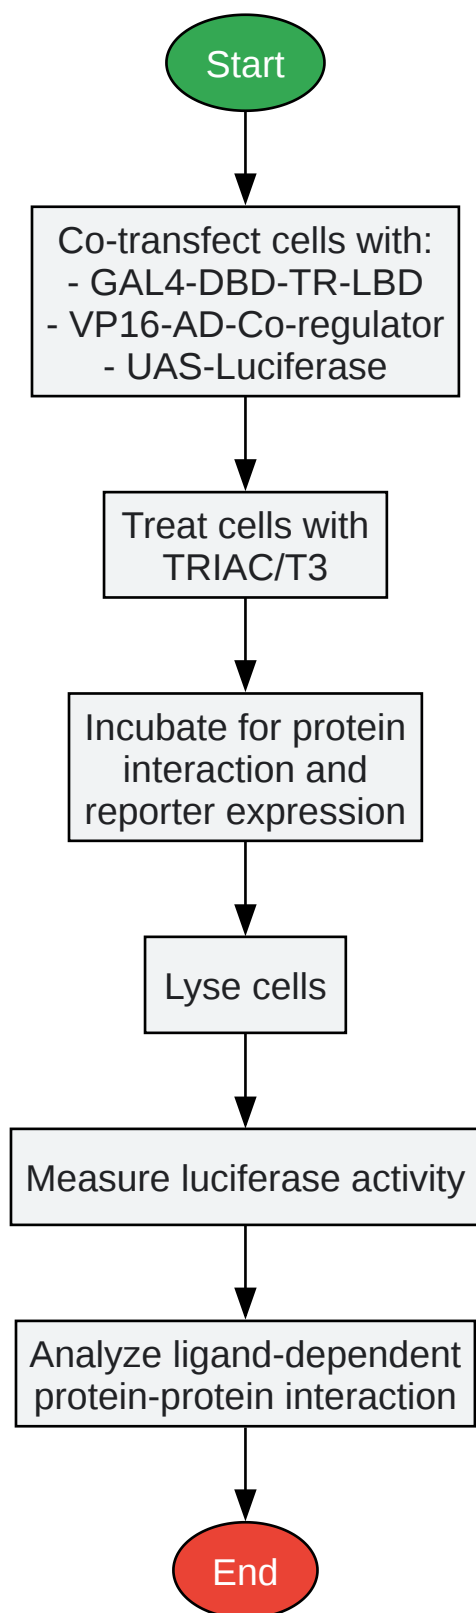 Start
Co-transfect cells with:
- GAL4-DBD-TR-LBD
- VP16-AD-Co-regulator
- UAS-Luciferase
Treat cells with
TRIAC/T3
Incubate for protein
interaction and
reporter expression
Lyse cells
Measure luciferase activity
Analyze ligand-dependent
protein-protein interaction
End